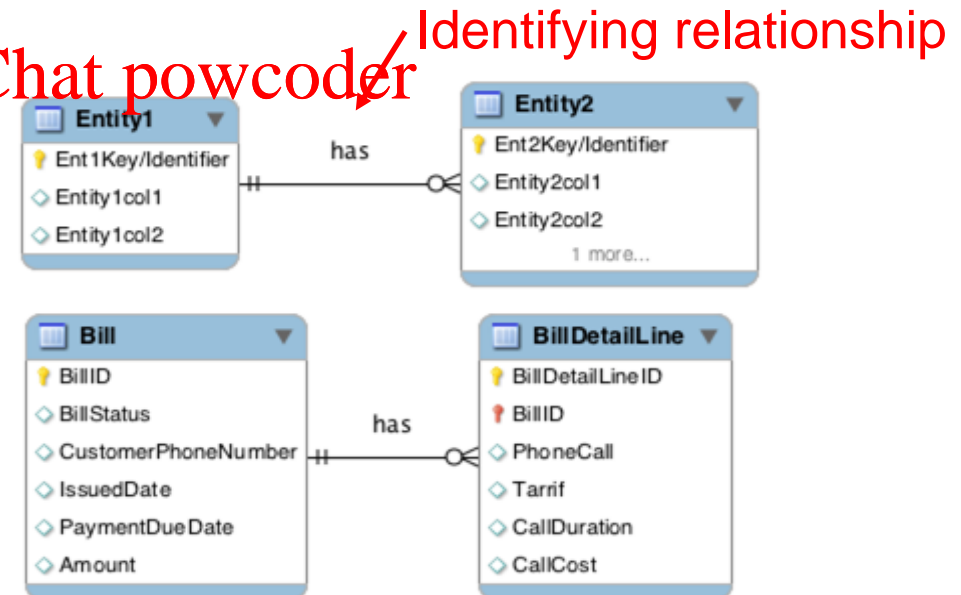 Identifying relationship
Chat powcoder
Entity1
Ent1Key/Identifier
Entity1col1
Entity1col2
has
Entity2
Ent2Key/Identifier
Entity2col1
Entity2col2
1 more...
Bill
BillID
BillStatus
CustomerPhoneNumber
IssuedDate
PaymentDueDate
Amount
has
BillDetailLine
BillDetailLineID
BillID
PhoneCall
Tarrif
CallDuration
CallCost